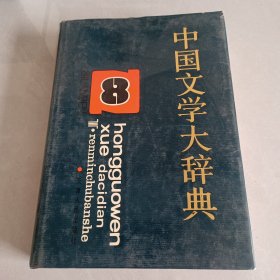 中国文学大辞典
8
hongguowen
xue dacidian
T·renminchubanshe